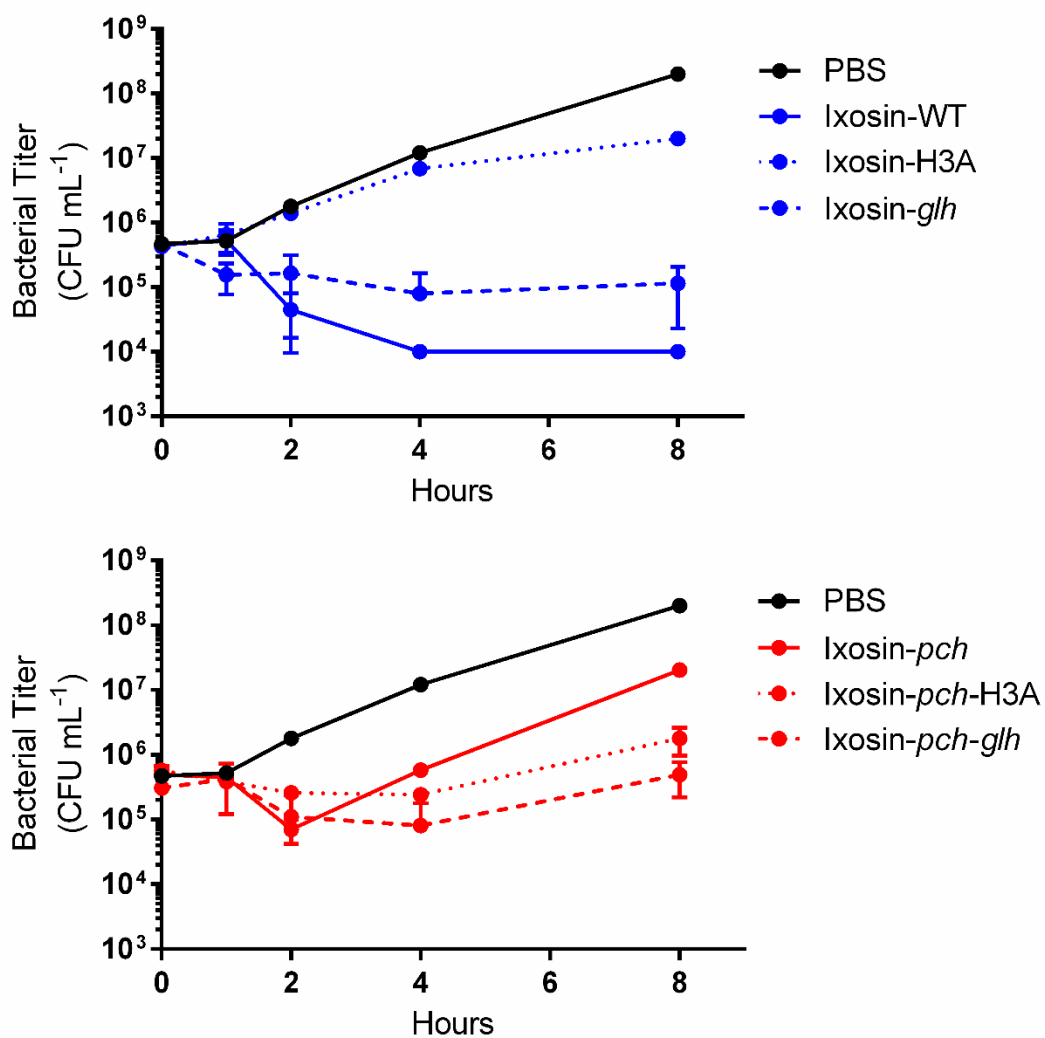 10⁹
10⁸
10⁷
10⁶
10⁵
10⁴
10³
Bacterial Titer
(CFU mL⁻¹)
0 2 4 6 8
Hours
PBS
Ixosin-WT
Ixosin-H3A
Ixosin-glh
10⁹
10⁸
10⁷
10⁶
10⁵
10⁴
10³
Bacterial Titer
(CFU mL⁻¹)
0 2 4 6 8
Hours
PBS
Ixosin-pch
Ixosin-pch-H3A
Ixosin-pch-glh